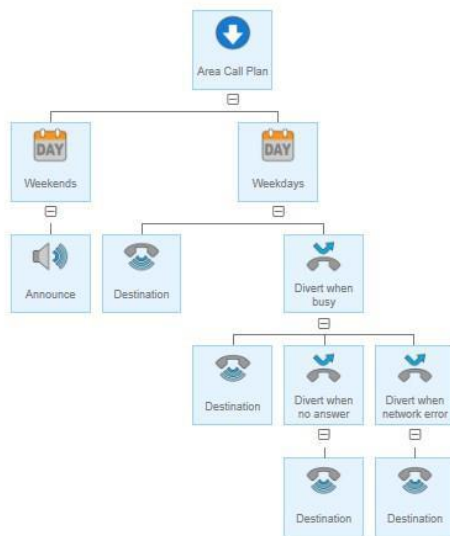 Area Call Plan
DAY
DAY
Weekends
Weekdays
Announce
Destination
Divert when
busy
Destination
Divert when
no answer
Divert when
network error
Destination
Destination